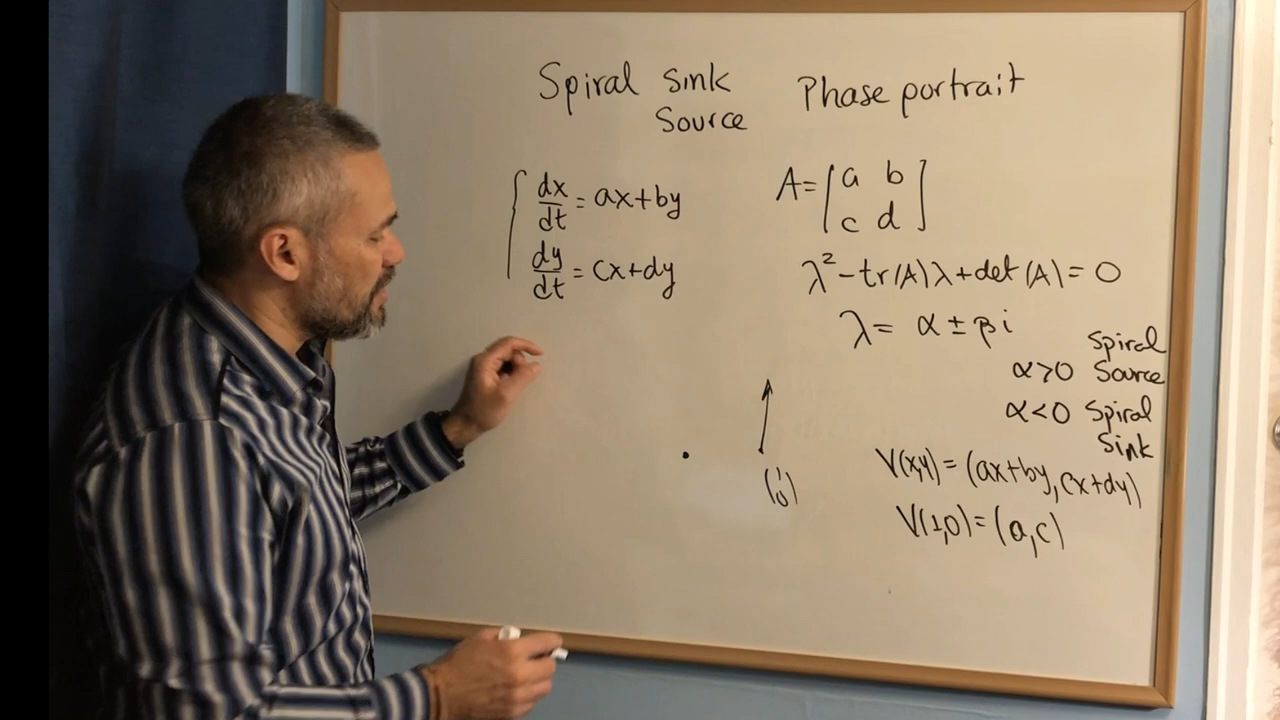 Spiral Sink Phase portrait
Source
dx/dt = ax+by
dy/dt = cx+dy
A = [a b
c d]
λ² - tr(A)λ + det(A) = 0
λ = α ± βi
Spiral
α>0 Source
α<0 Spiral
Sink
V(x,y) = (ax+by, cx+dy)
V(1,0) = (a,c)
(1
0)